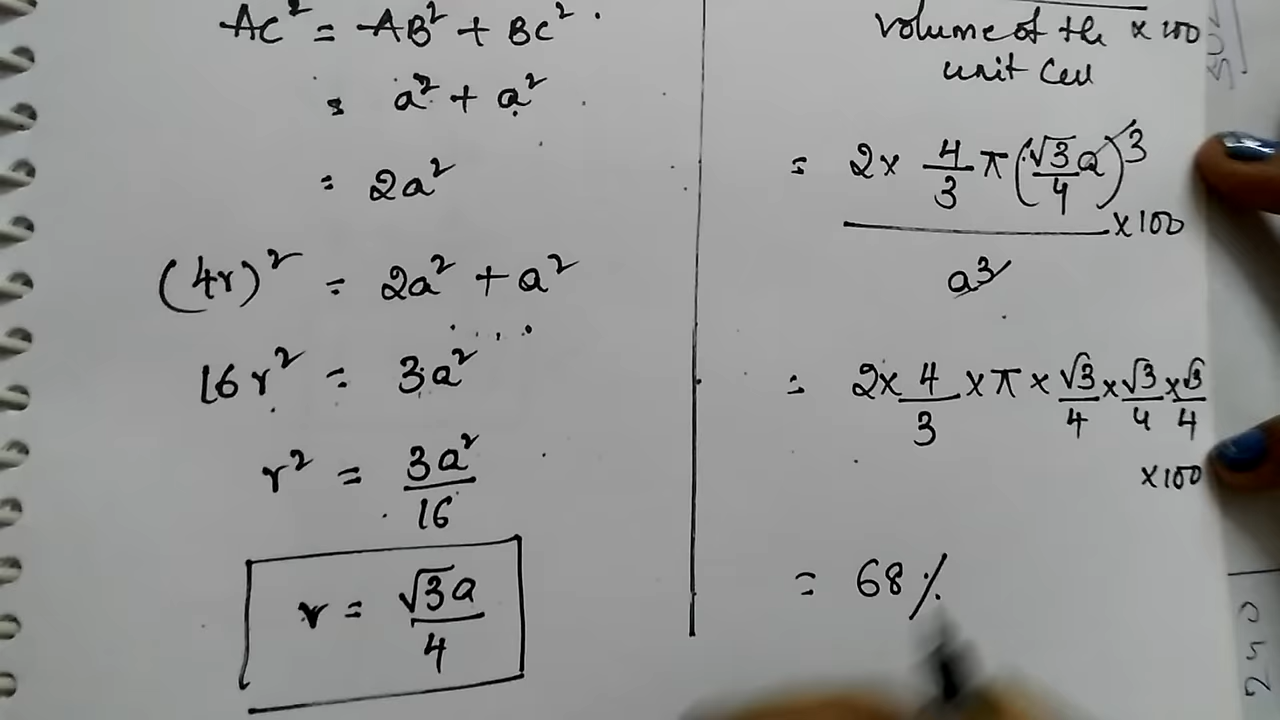 AC² = AB² + BC²
= a² + a²
= 2a²
(4r)² = 2a² + a²
16r² = 3a²
r² = 3a²/16
r = √3a/4
volume of the unit cell × 100
= 2 × 4/3 π (√3/4 a)³ × 100
a³
= 2 × 4/3 × π × √3/4 × √3/4 × √3/4
× 100
= 68%